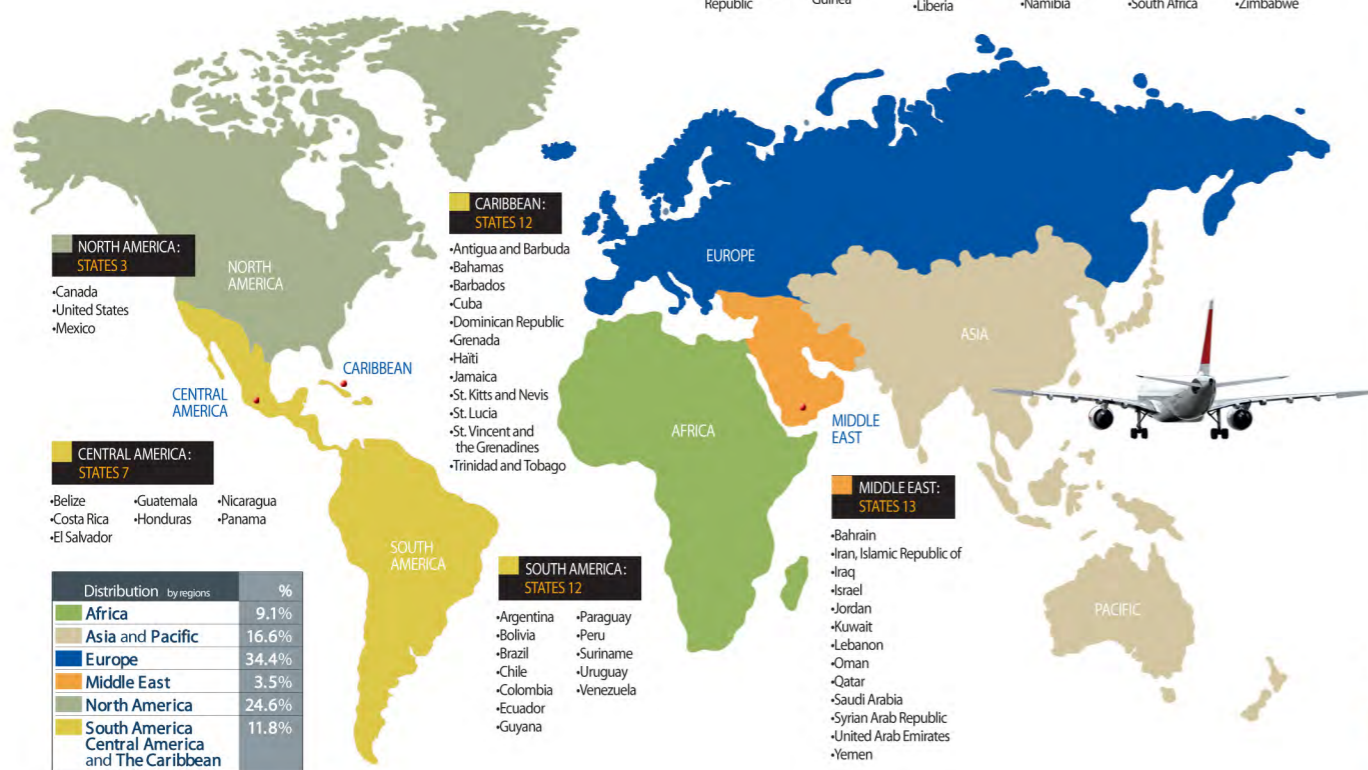 Republic
Guinea
•Liberia
•Namibia
•South Africa
•Zimbabwe
NORTH AMERICA:
STATES 3
•Canada
•United States
•Mexico
NORTH
AMERICA
CARIBBEAN:
STATES 12
•Antigua and Barbuda
•Bahamas
•Barbados
•Cuba
•Dominican Republic
•Grenada
•Haïti
•Jamaica
•St. Kitts and Nevis
•St. Lucia
•St. Vincent and
the Grenadines
•Trinidad and Tobago
EUROPE
ASIA
CARIBBEAN
CENTRAL
AMERICA
AFRICA
MIDDLE
EAST
CENTRAL AMERICA:
STATES 7
•Belize
•Costa Rica
•El Salvador
•Guatemala
•Honduras
•Nicaragua
•Panama
SOUTH
AMERICA
SOUTH AMERICA:
STATES 12
•Argentina
•Bolivia
•Brazil
•Chile
•Colombia
•Ecuador
•Guyana
•Paraguay
•Peru
•Suriname
•Uruguay
•Venezuela
MIDDLE EAST:
STATES 13
•Bahrain
•Iran, Islamic Republic of
•Iraq
•Israel
•Jordan
•Kuwait
•Lebanon
•Oman
•Qatar
•Saudi Arabia
•Syrian Arab Republic
•United Arab Emirates
•Yemen
PACIFIC
Distribution by regions %
Africa 9.1%
Asia and Pacific 16.6%
Europe 34.4%
Middle East 3.5%
North America 24.6%
South America 11.8%
Central America
and The Caribbean